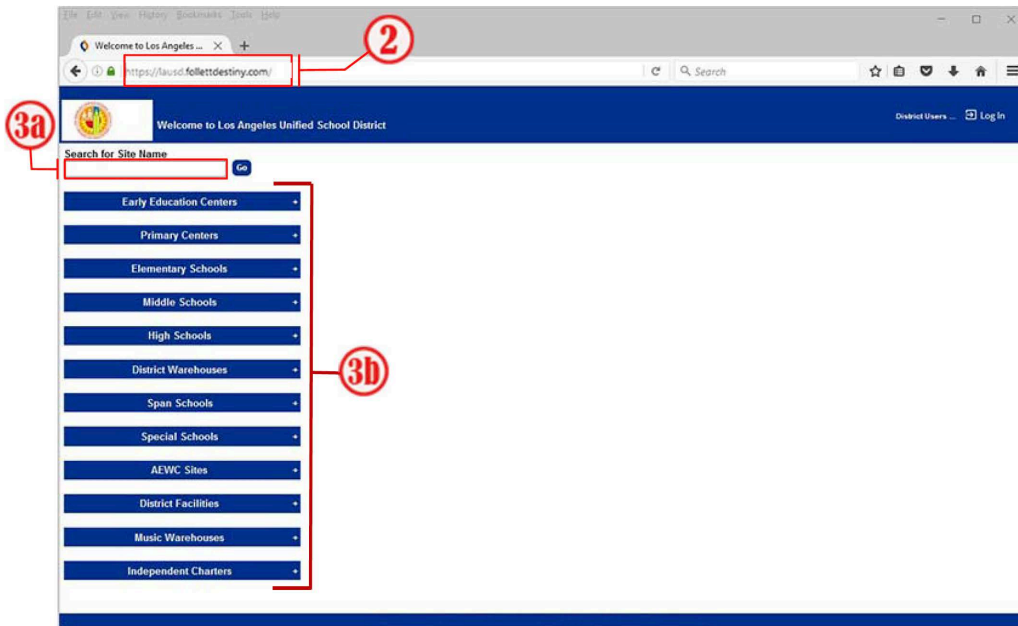 File Edit View History Bookmarks Tools Help
Welcome to Los Angeles ...
2
https://lausd.follettdestiny.com/
Search
3a
Welcome to Los Angeles Unified School District
District Users ... Log In
Search for Site Name
Go
Early Education Centers
Primary Centers
Elementary Schools
Middle Schools
High Schools
District Warehouses
3b
Span Schools
Special Schools
AEWC Sites
District Facilities
Music Warehouses
Independent Charters